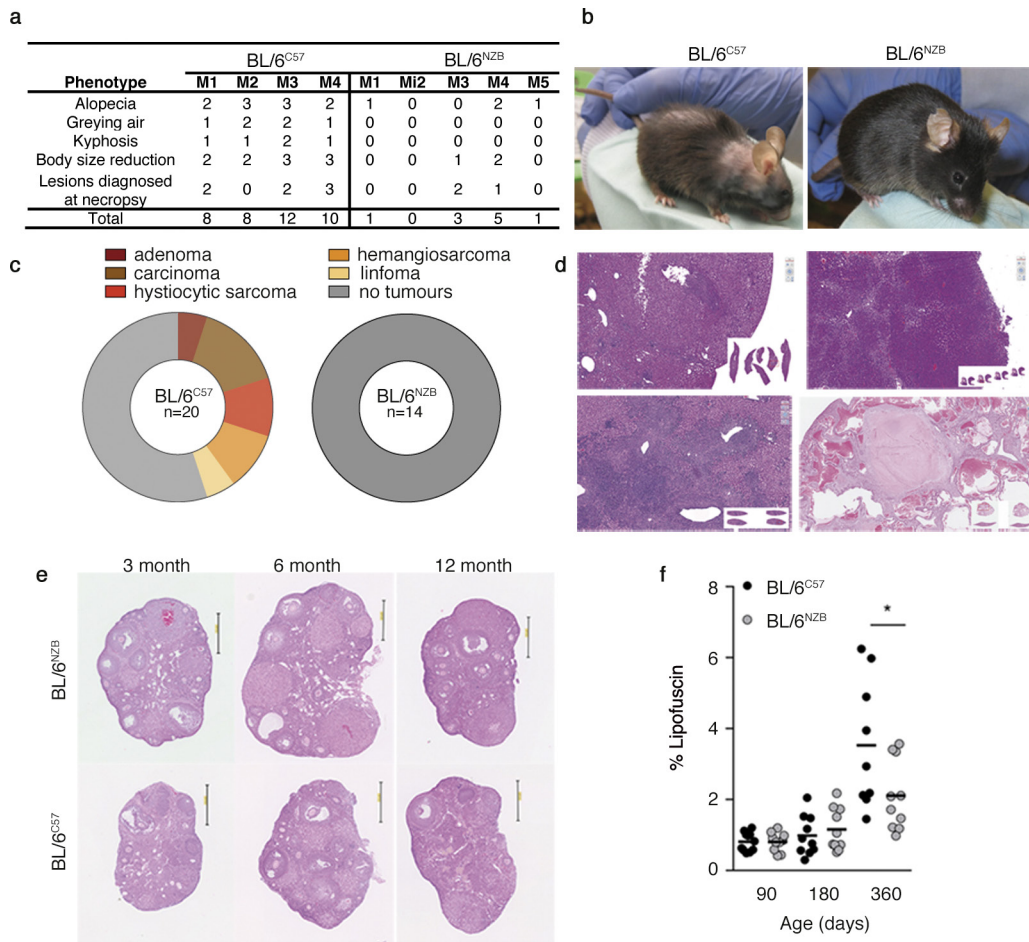 a
BL/6C57 BL/6NZB
Phenotype M1 M2 M3 M4 M1 Mi2 M3 M4 M5
Alopecia 2 3 3 2 1 0 0 2 1
Greying air 1 2 2 1 0 0 0 0 0
Kyphosis 1 1 2 1 0 0 0 0 0
Body size reduction 2 2 3 3 0 0 1 2 0
Lesions diagnosed
at necropsy 2 0 2 3 0 0 2 1 0
Total 8 8 12 10 1 0 3 5 1
b
BL/6C57 BL/6NZB
c
adenoma
carcinoma
hystiocytic sarcoma
hemangiosarcoma
linfoma
no tumours
BL/6C57
n=20
BL/6NZB
n=14
d
e
3 month 6 month 12 month
BL/6NZB
BL/6C57
f
BL/6C57
BL/6NZB
*
% Lipofuscin
8
6
4
2
0
90 180 360
Age (days)